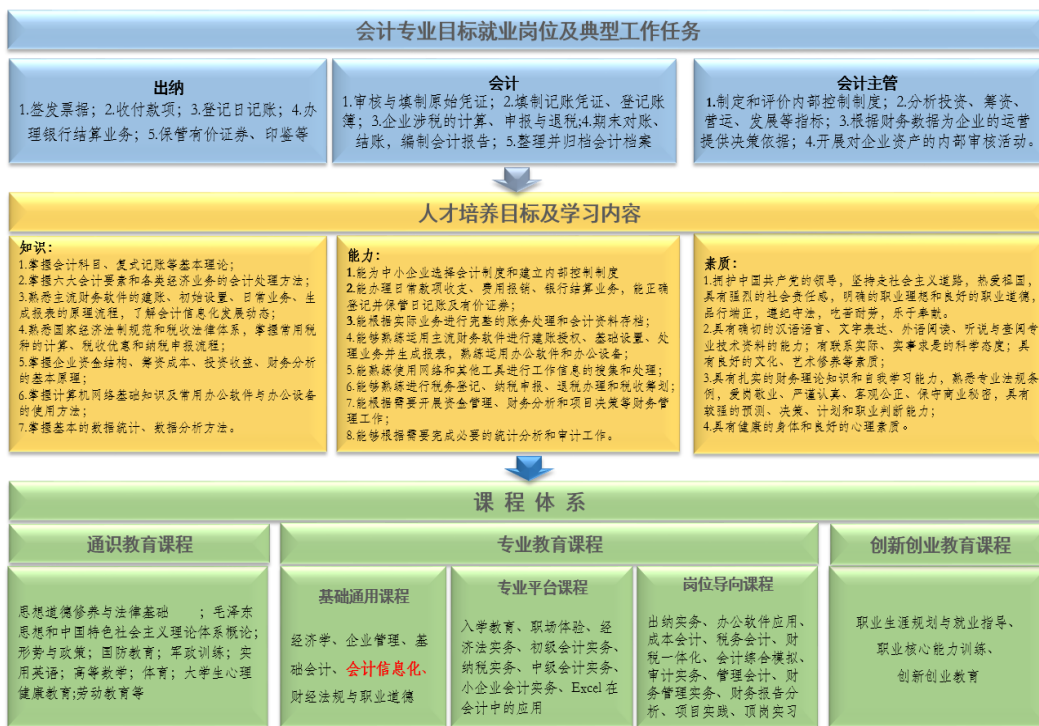 会计专业目标就业岗位及典型工作任务
出纳
1.签发票据；2.收付款项；3.登记日记账；4.办
理银行结算业务；5.保管有价证券、印鉴等
会计
1.审核与填制原始凭证；2.填制记账凭证、登记账
簿；3.企业涉税的计算、申报与退税;4.期末对账、
结账，编制会计报告；5.整理并归档会计档案
会计主管
1.制定和评价内部控制制度；2.分析投资、筹资、
营运、发展等指标；3.根据财务数据为企业的运营
提供决策依据；4.开展对企业资产的内部审核活动。
人才培养目标及学习内容
知识：
1.掌握会计科目、复式记账等基本理论；
2.掌握六大会计要素和各类经济业务的会计处理方法；
3.熟悉主流财务软件的建账、初始设置、日常业务、生
成报表的原理流程，了解会计信息化发展动态；
4.熟悉国家经济法制规范和税收法律体系，掌握常用税
种的计算、税收优惠和纳税申报流程；
5.掌握企业资金结构、筹资成本、投资收益、财务分析
的基本原理；
6.掌握计算机网络基础知识及常用办公软件与办公设备
的使用方法；
7.掌握基本的数据统计、数据分析方法。
能力：
1.能为中小企业选择会计制度和建立内部控制制度
2.能办理日常款项收支、费用报销、银行结算业务，能正确
登记并保管日记账及有价证券；
3.能根据实际业务进行完整的账务处理和会计资料存档；
4.能够熟练运用主流财务软件进行建账授权、基础设置、处
理业务并生成报表，熟练运用办公软件和办公设备；
5.能熟练使用网络和其他工具进行工作信息的搜集和处理；
6.能够熟练进行税务登记、纳税申报、退税办理和税收筹划；
7.能根据需要开展资金管理、财务分析和项目决策等财务管
理工作；
8.能够根据需要完成必要的统计分析和审计工作。
素质：
1.拥护中国共产党的领导，坚持走社会主义道路，热爱祖国，
具有强烈的社会责任感，明确的职业理想和良好的职业道德，
品行端正，遵纪守法，吃苦耐劳，乐于奉献。
2.具有确切的汉语语言、文字表达、外语阅读、听说与查阅专
业技术资料的能力；有联系实际、实事求是的科学态度；具
有良好的文化、艺术修养等素质；
3.具有扎实的财务理论知识和自我学习能力，熟悉专业法规条
例，爱岗敬业、严谨认真、客观公正、保守商业秘密，具有
较强的预测、决策、计划和职业判断能力；
4.具有健康的身体和良好的心理素质。
课 程 体 系
通识教育课程
思想道德修养与法律基础 ；毛泽东
思想和中国特色社会主义理论体系概论；
形势与政策；国防教育；军政训练；实
用英语；高等数学；体育；大学生心理
健康教育;劳动教育等
专业教育课程
基础通用课程
经济学、企业管理、基
础会计、会计信息化、
财经法规与职业道德
专业平台课程
入学教育、职场体验、经
济法实务、初级会计实务、
纳税实务、中级会计实务、
小企业会计实务、Excel 在
会计中的应用
岗位导向课程
出纳实务、办公软件应用、
成本会计、税务会计、财
税一体化、会计综合模拟、
审计实务、管理会计、财
务管理实务、财务报告分
析、项目实践、顶岗实习
创新创业教育课程
职业生涯规划与就业指导、
职业核心能力训练、
创新创业教育